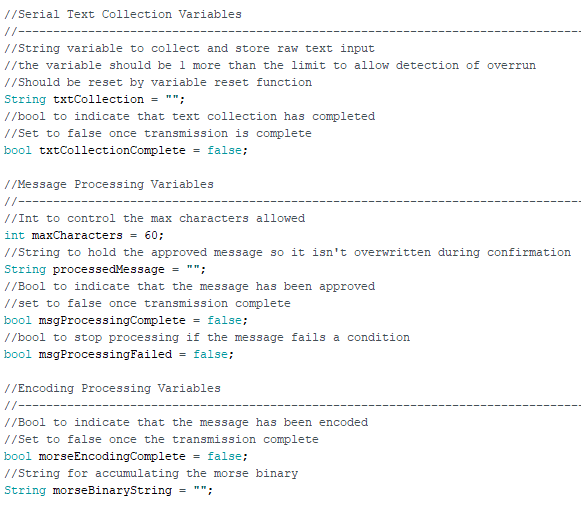 //Serial Text Collection Variables
//--------------------------------------------------------------------------------
//String variable to collect and store raw text input
//the variable should be 1 more than the limit to allow detection of overrun
//Should be reset by variable reset function
String txtCollection = "";
//bool to indicate that text collection has completed
//Set to false once transmission is complete
bool txtCollectionComplete = false;
//Message Processing Variables
//--------------------------------------------------------------------------------
//Int to control the max characters allowed
int maxCharacters = 60;
//String to hold the approved message so it isn't overwritten during confirmation
String processedMessage = "";
//Bool to indicate that the message has been approved
//set to false once transmission complete
bool msgProcessingComplete = false;
//bool to stop processing if the message fails a condition
bool msgProcessingFailed = false;
//Encoding Processing Variables
//--------------------------------------------------------------------------------
//Bool to indicate that the message has been encoded
//Set to false once the transmission complete
bool morseEncodingComplete = false;
//String for accumulating the morse binary
String morseBinaryString = "";